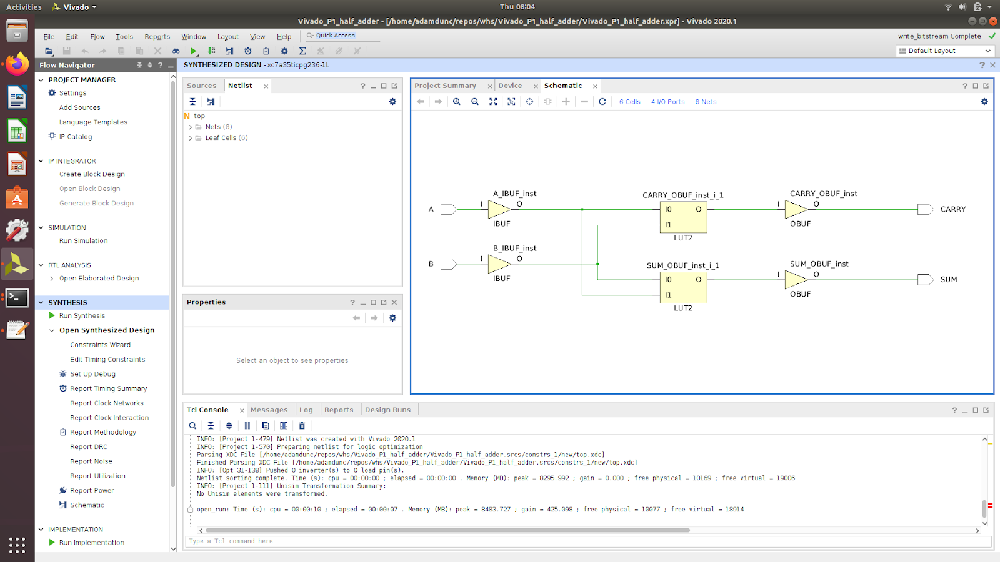 Activities Vivado Thu 08:04
Vivado_P1_half_adder - [/home/adamdunc/repos/whs/Vivado_P1_half_adder/Vivado_P1_half_adder.xpr] - Vivado 2020.1
File Edit Flow Tools Reports Window Layout View Help Quick Access write_bitstream Complete
Default Layout
Flow Navigator
SYNTHESIZED DESIGN - xc7a35ticpg236-1L
PROJECT MANAGER
Settings
Add Sources
Language Templates
IP Catalog
IP INTEGRATOR
Create Block Design
Open Block Design
Generate Block Design
SIMULATION
Run Simulation
RTL ANALYSIS
Open Elaborated Design
SYNTHESIS
Run Synthesis
Open Synthesized Design
Constraints Wizard
Edit Timing Constraints
Set Up Debug
Report Timing Summary
Report Clock Networks
Report Clock Interaction
Report Methodology
Report DRC
Report Noise
Report Utilization
Report Power
Schematic
IMPLEMENTATION
Run Implementation
Sources Netlist
N top
Nets (8)
Leaf Cells (6)
Properties
Select an object to see properties
Project Summary Device Schematic
6 Cells 4 I/O Ports 8 Nets
A_IBUF_inst CARRY_OBUF_inst_i_1 CARRY_OBUF_inst
A I O I0 O I O CARRY
IBUF I1 OBUF
LUT2
B_IBUF_inst
B I O
IBUF
SUM_OBUF_inst_i_1 SUM_OBUF_inst
I0 O I O SUM
I1 OBUF
LUT2
Tcl Console Messages Log Reports Design Runs
INFO: [Project 1-479] Netlist was created with Vivado 2020.1
INFO: [Project 1-570] Preparing netlist for logic optimization
Parsing XDC File [/home/adamdunc/repos/whs/Vivado_P1_half_adder/Vivado_P1_half_adder.srcs/constrs_1/new/top.xdc]
Finished Parsing XDC File [/home/adamdunc/repos/whs/Vivado_P1_half_adder/Vivado_P1_half_adder.srcs/constrs_1/new/top.xdc]
INFO: [Opt 31-138] Pushed 0 inverter(s) to 0 load pin(s).
Netlist sorting complete. Time (s): cpu = 00:00:00 ; elapsed = 00:00:00 . Memory (MB): peak = 8295.992 ; gain = 0.000 ; free physical = 10169 ; free virtual = 19006
INFO: [Project 1-111] Unisim Transformation Summary:
No Unisim elements were transformed.
open_run: Time (s): cpu = 00:00:10 ; elapsed = 00:00:07 . Memory (MB): peak = 8483.727 ; gain = 425.098 ; free physical = 10077 ; free virtual = 18914
Type a Tcl command here